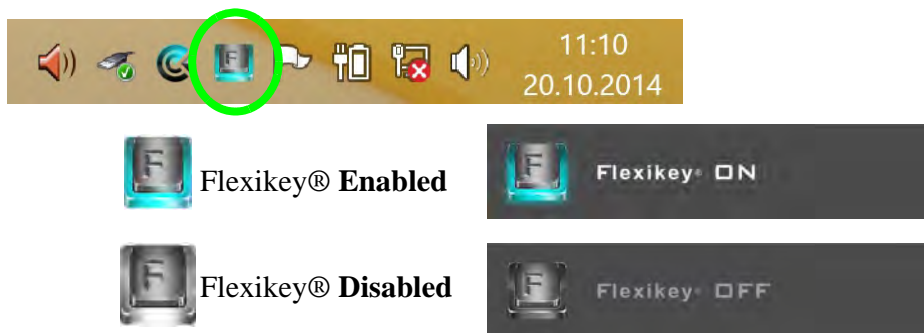 11:10
20.10.2014
F
F
Flexikey® Enabled
F
Flexikey® ON
F
Flexikey® Disabled
F
Flexikey® OFF